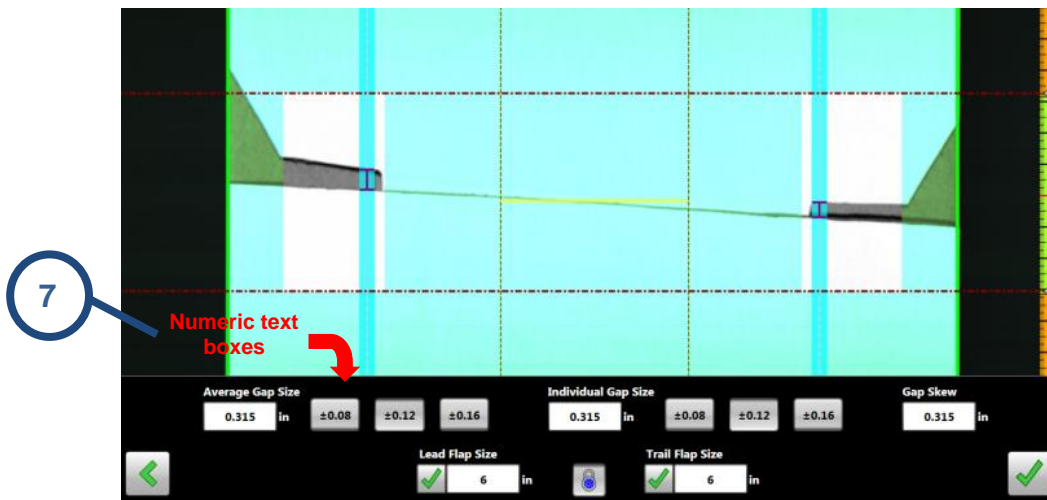 7
Numeric text
boxes
Average Gap Size
0.315 in ±0.08 ±0.12 ±0.16
Individual Gap Size
0.315 in ±0.08 ±0.12 ±0.16
Gap Skew
0.315 in
Lead Flap Size
6 in
Trail Flap Size
6 in